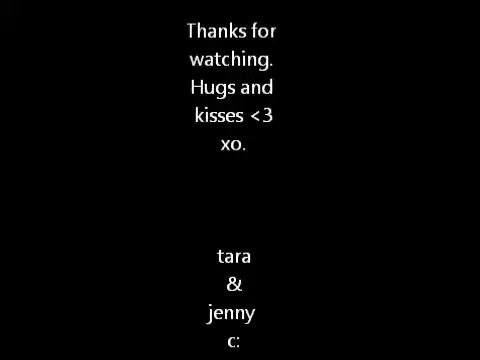 Thanks for
watching.
Hugs and
kisses <3
xo.
tara
&
jenny
c: